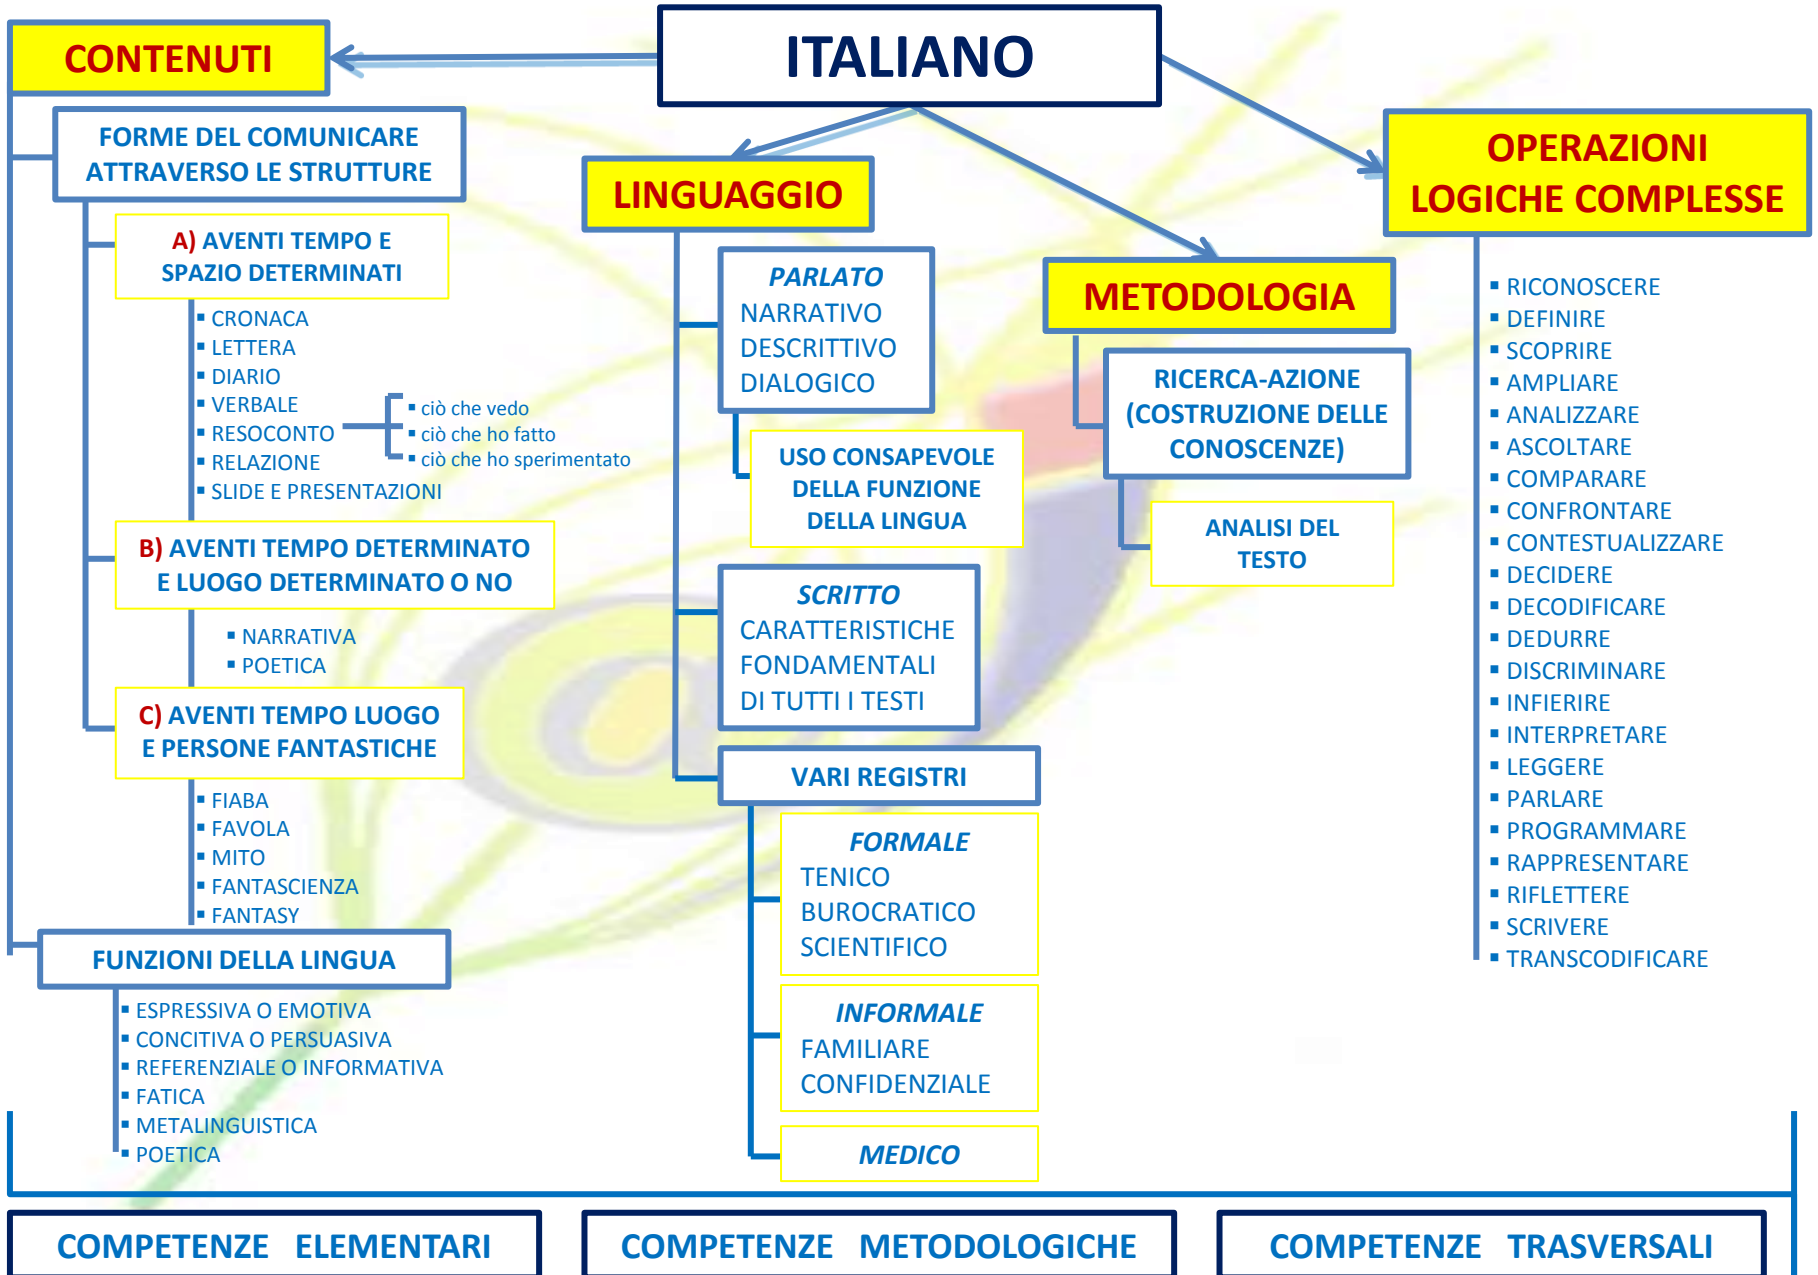 ITALIANO
CONTENUTI
FORME DEL COMUNICARE
ATTRAVERSO LE STRUTTURE
A) AVENTI TEMPO E
SPAZIO DETERMINATI
▪ CRONACA
▪ LETTERA
▪ DIARIO
▪ VERBALE
▪ RESOCONTO
▪ ciò che vedo
▪ ciò che ho fatto
▪ ciò che ho sperimentato
▪ RELAZIONE
▪ SLIDE E PRESENTAZIONI
B) AVENTI TEMPO DETERMINATO
E LUOGO DETERMINATO O NO
▪ NARRATIVA
▪ POETICA
C) AVENTI TEMPO LUOGO
E PERSONE FANTASTICHE
▪ FIABA
▪ FAVOLA
▪ MITO
▪ FANTASCIENZA
▪ FANTASY
FUNZIONI DELLA LINGUA
▪ ESPRESSIVA O EMOTIVA
▪ CONCITIVA O PERSUASIVA
▪ REFERENZIALE O INFORMATIVA
▪ FATICA
▪ METALINGUISTICA
▪ POETICA
LINGUAGGIO
PARLATO
NARRATIVO
DESCRITTIVO
DIALOGICO
USO CONSAPEVOLE
DELLA FUNZIONE
DELLA LINGUA
SCRITTO
CARATTERISTICHE
FONDAMENTALI
DI TUTTI I TESTI
VARI REGISTRI
FORMALE
TENICO
BUROCRATICO
SCIENTIFICO
INFORMALE
FAMILIARE
CONFIDENZIALE
MEDICO
METODOLOGIA
RICERCA-AZIONE
(COSTRUZIONE DELLE
CONOSCENZE)
ANALISI DEL
TESTO
OPERAZIONI
LOGICHE COMPLESSE
▪ RICONOSCERE
▪ DEFINIRE
▪ SCOPRIRE
▪ AMPLIARE
▪ ANALIZZARE
▪ ASCOLTARE
▪ COMPARARE
▪ CONFRONTARE
▪ CONTESTUALIZZARE
▪ DECIDERE
▪ DECODIFICARE
▪ DEDURRE
▪ DISCRIMINARE
▪ INFIERIRE
▪ INTERPRETARE
▪ LEGGERE
▪ PARLARE
▪ PROGRAMMARE
▪ RAPPRESENTARE
▪ RIFLETTERE
▪ SCRIVERE
▪ TRANSCODIFICARE
COMPETENZE ELEMENTARI
COMPETENZE METODOLOGICHE
COMPETENZE TRASVERSALI